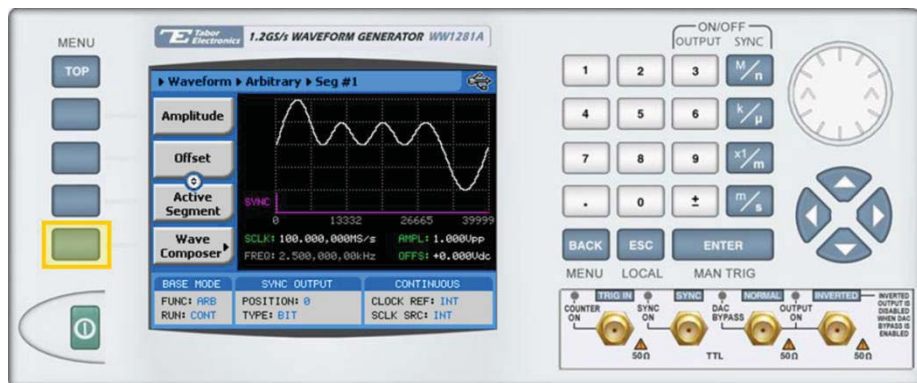 MENU
TOP
Tabor Electronics 1.2GS/s WAVEFORM GENERATOR WW1281A
Waveform Arbitrary Seg #1
Amplitude
Offset
Active
Segment
Wave
Composer
SYNC
0 13332 26665 39999
SCLK: 100.000,000MS/s AMPL: 1.000Vpp
FREQ: 2.500,000,00kHz OFFS: +0.000Vdc
BASE MODE SYNC OUTPUT CONTINUOUS
FUNC: ARB POSITION: 0 CLOCK REF: INT
RUN: CONT TYPE: BIT SCLK SRC: INT
ON/OFF
OUTPUT SYNC
1 2 3 M/n
4 5 6 k/µ
7 8 9 x1/m
. 0 ± m/s
BACK ESC ENTER
MENU LOCAL MAN TRIG
TRIG IN SYNC NORMAL INVERTED
COUNTER ON
SYNC ON
DAC BYPASS
OUTPUT ON
INVERTED OUTPUT IS DISABLED WHEN DAC BYPASS IS ENABLED
50Ω TTL 50Ω 50Ω